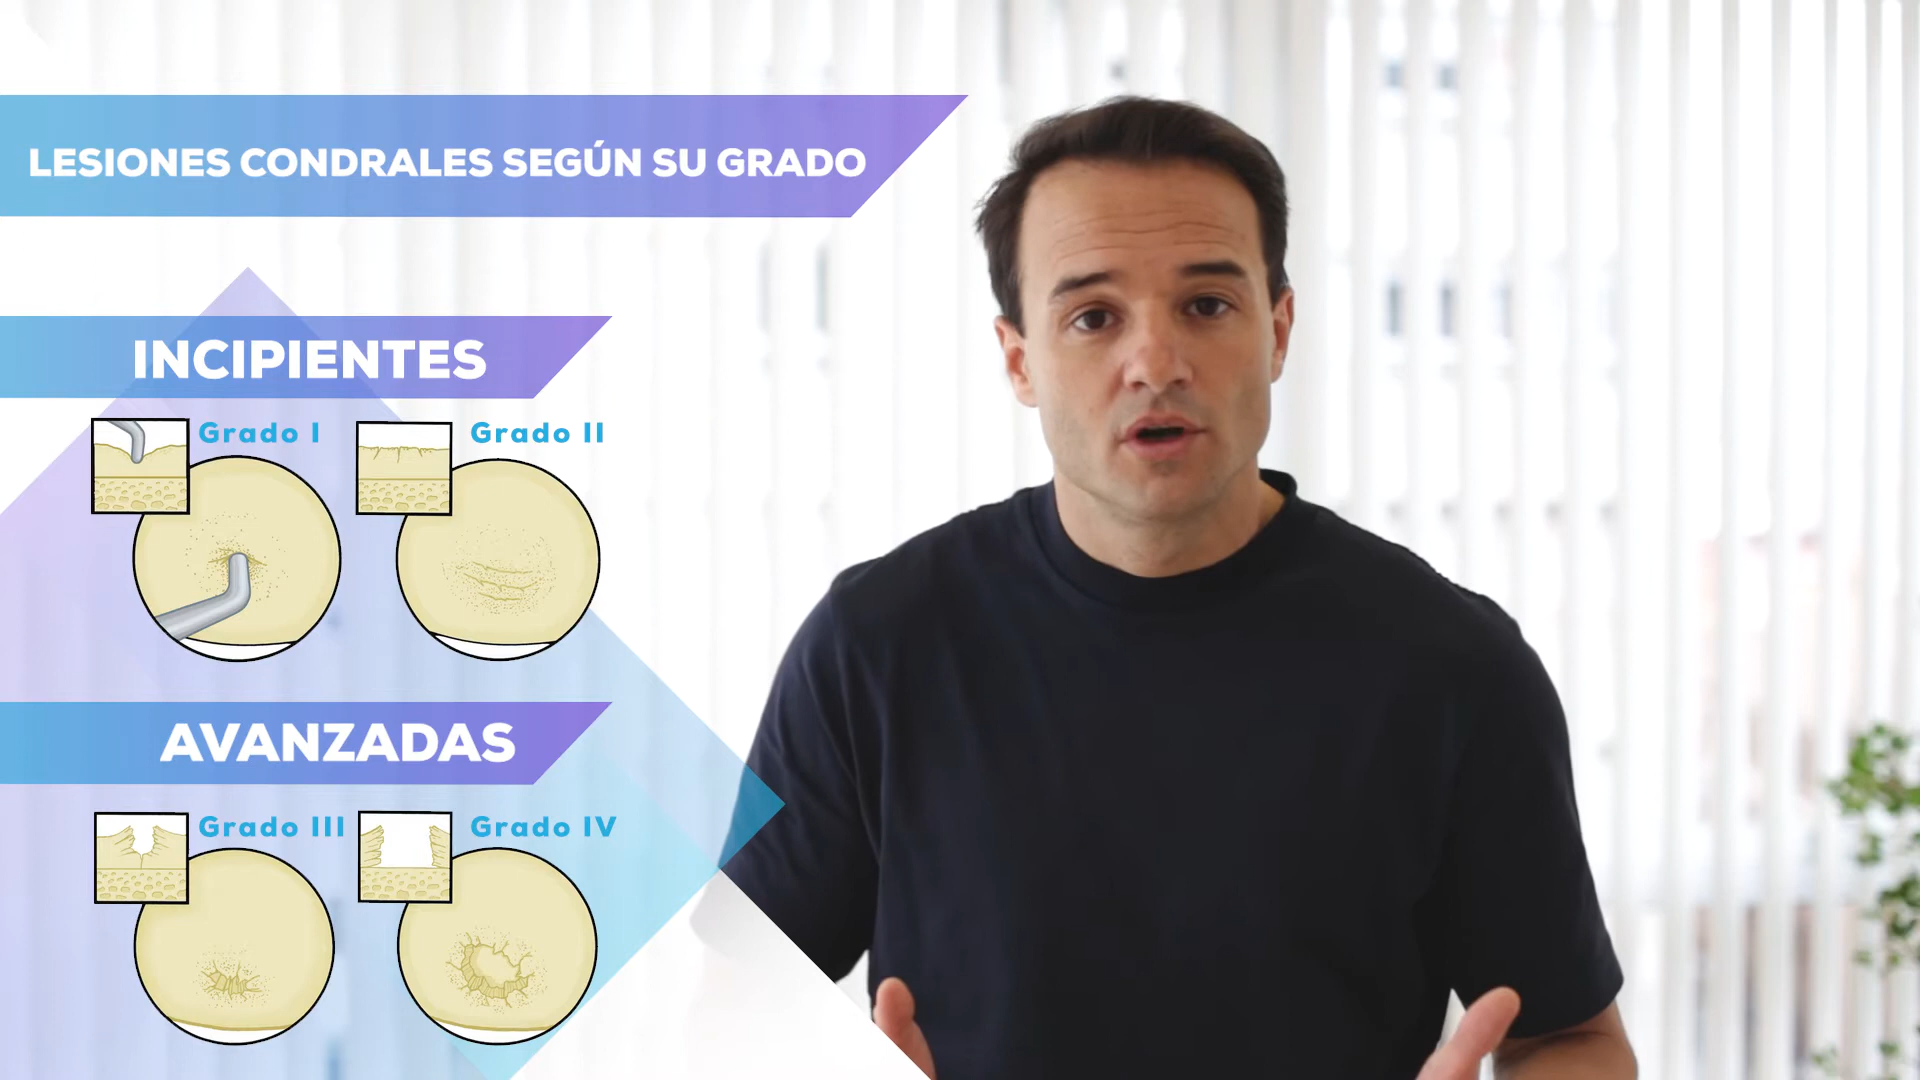 LESIONES CONDRALES SEGÚN SU GRADO
INCIPIENTES
Grado I
Grado II
AVANZADAS
Grado III
Grado IV